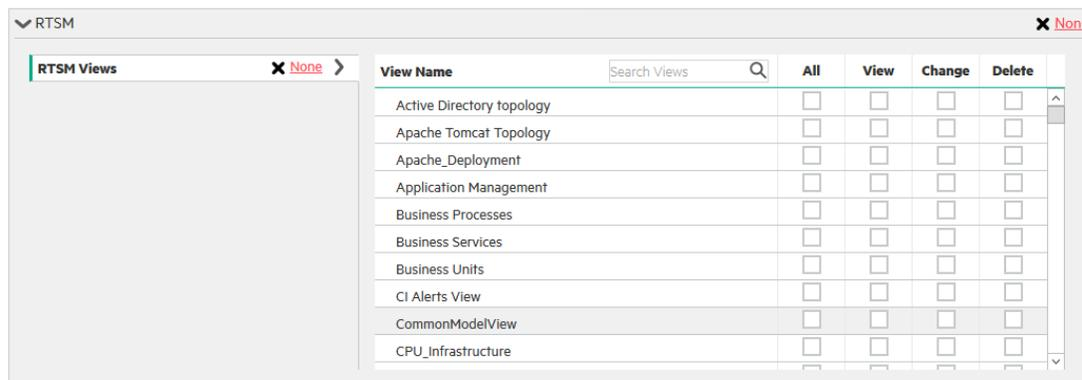 RTSM
Non
RTSM Views None
View Name Search Views All View Change Delete
Active Directory topology
Apache Tomcat Topology
Apache_Deployment
Application Management
Business Processes
Business Services
Business Units
CI Alerts View
CommonModelView
CPU_Infrastructure